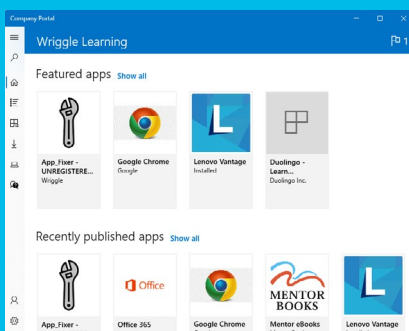 Company Portal
Wriggle Learning
1
Featured apps Show all
App_Fixer -
UNREGISTERE...
Wriggle
Google Chrome
Google
L
Lenovo Vantage
Installed
Duolingo -
Learn...
Duolingo Inc.
Recently published apps Show all
App_Fixer -
Office
Office 365
Google Chrome
MENTOR
BOOKS
Mentor eBooks
L
Lenovo Vantage